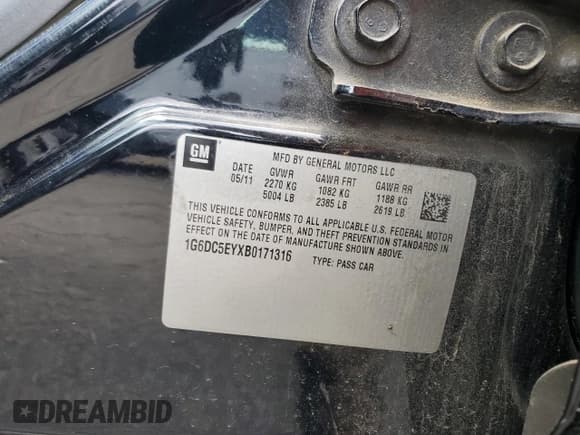 GM
MFD BY GENERAL MOTORS LLC
DATE GVWR GAWR FRT GAWR RR
05/11 2270 KG 1082 KG 1188 KG
5004 LB 2385 LB 2619 LB
THIS VEHICLE CONFORMS TO ALL APPLICABLE U.S. FEDERAL MOTOR
VEHICLE SAFETY, BUMPER, AND THEFT PREVENTION STANDARDS IN
EFFECT ON THE DATE OF MANUFACTURE SHOWN ABOVE.
1G6DC5EYXB0171316 TYPE: PASS CAR
DREAMBID